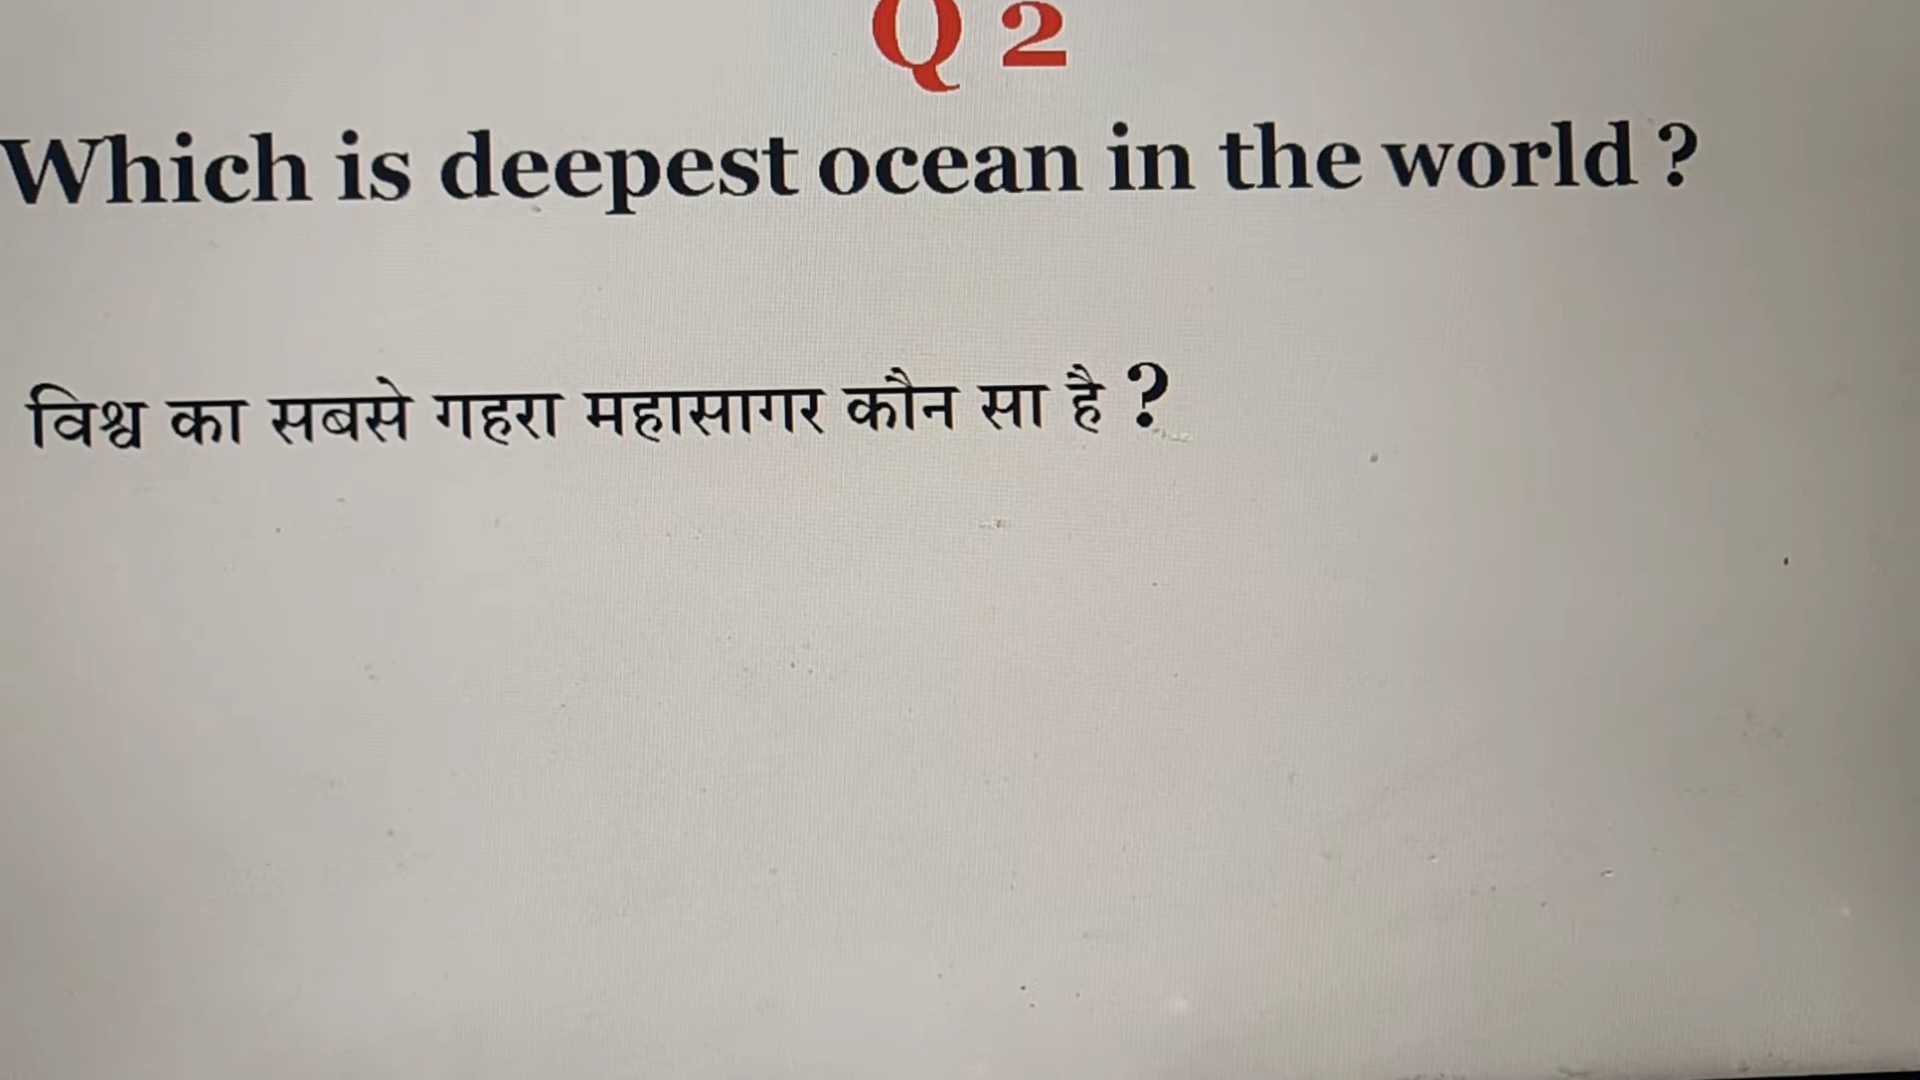 Q 2
Which is deepest ocean in the world ?
विश्व का सबसे गहरा महासागर कौन सा है ?